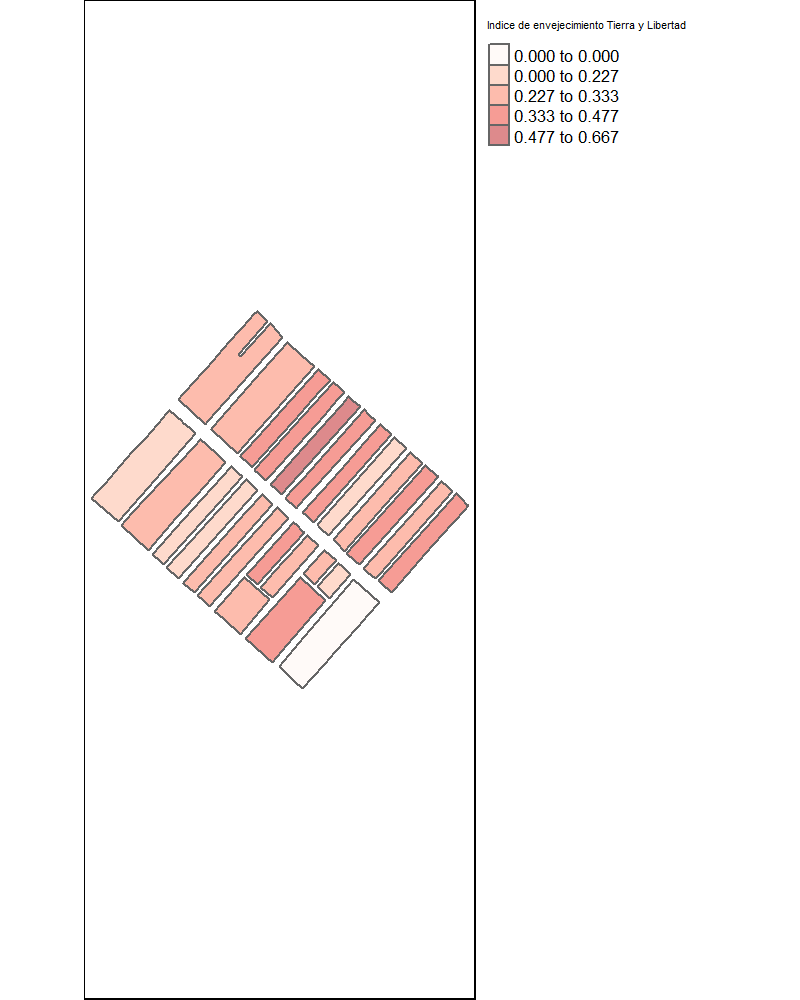 Indice de envejecimiento Tierra y Libertad
0.000 to 0.000
0.000 to 0.227
0.227 to 0.333
0.333 to 0.477
0.477 to 0.667